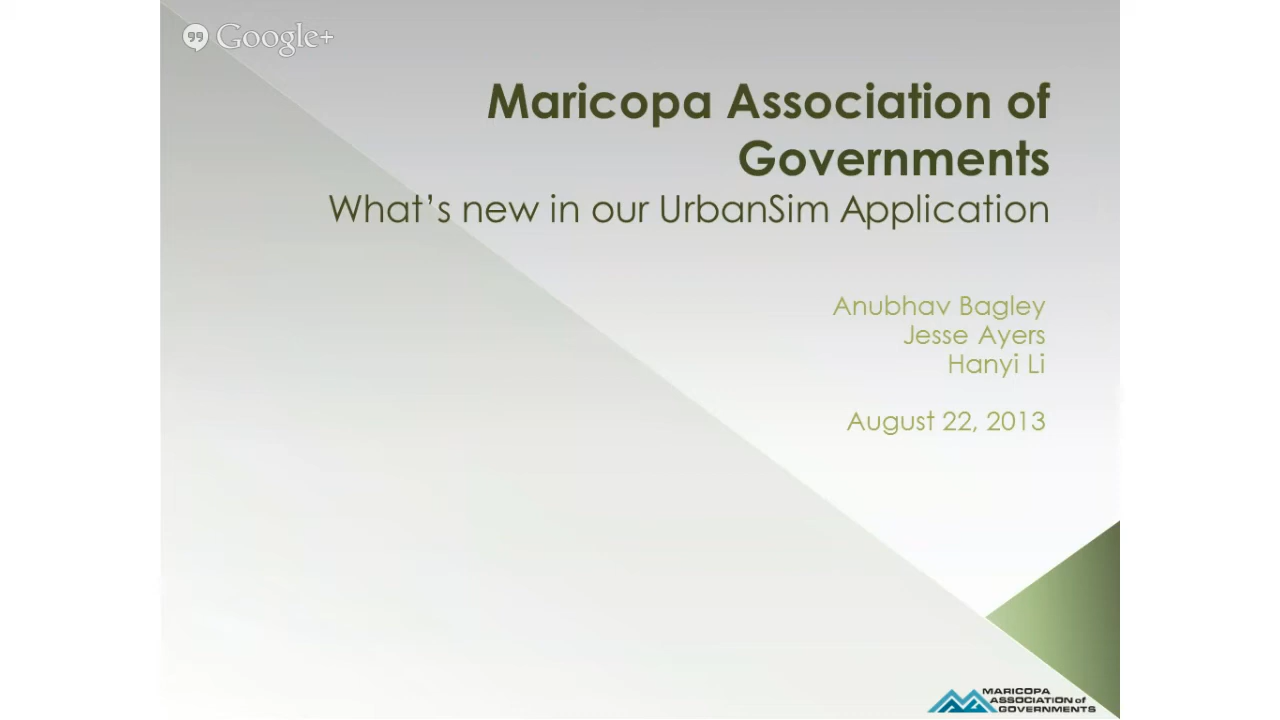 Google+
Maricopa Association of
Governments
What's new in our UrbanSim Application
Anubhav Bagley
Jesse Ayers
Hanyi Li
August 22, 2013
MARICOPA
ASSOCIATION of
GOVERNMENTS